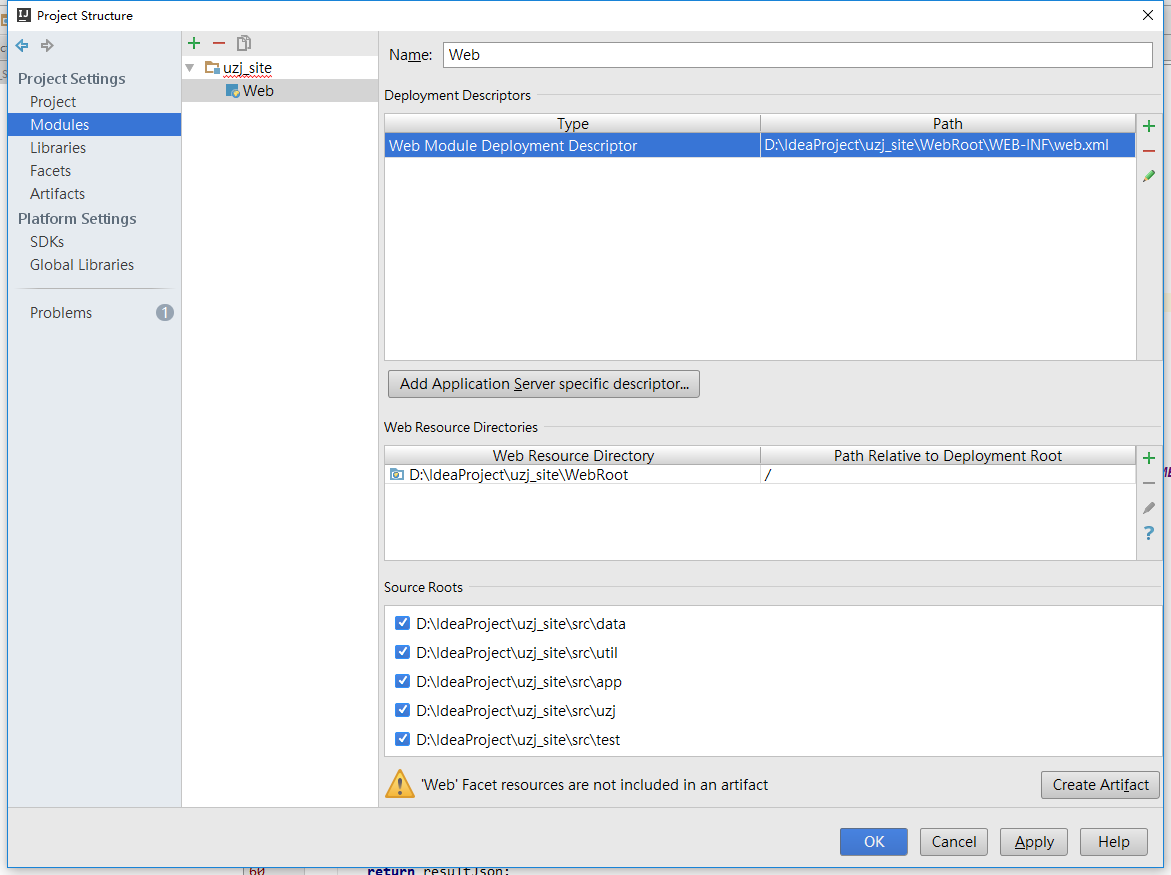 Project Structure
Project Settings
Project
Modules
Libraries
Facets
Artifacts
Platform Settings
SDKs
Global Libraries
Problems 1
uzj_site
Web
Name: Web
Deployment Descriptors
Type Path
Web Module Deployment Descriptor D:\IdeaProject\uzj_site\WebRoot\WEB-INF\web.xml
Add Application Server specific descriptor...
Web Resource Directories
Web Resource Directory Path Relative to Deployment Root
D:\IdeaProject\uzj_site\WebRoot /
Source Roots
D:\IdeaProject\uzj_site\src\data
D:\IdeaProject\uzj_site\src\util
D:\IdeaProject\uzj_site\src\app
D:\IdeaProject\uzj_site\src\uzj
D:\IdeaProject\uzj_site\src\test
'Web' Facet resources are not included in an artifact Create Artifact
OK Cancel Apply Help
60 return resultJson;